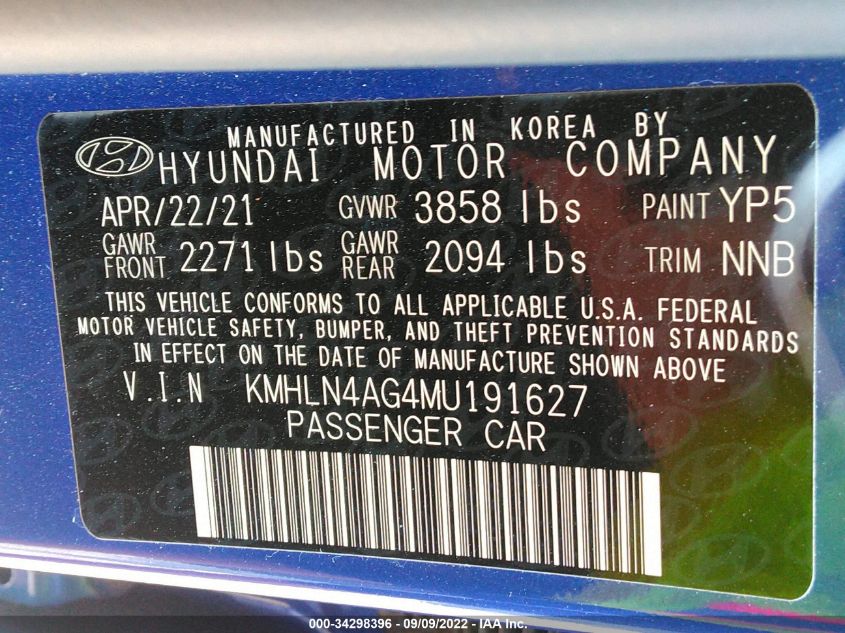 MANUFACTURED IN KOREA BY
HYUNDAI MOTOR COMPANY
APR/22/21 GVWR 3858 lbs PAINT YP5
GAWR FRONT 2271 lbs GAWR REAR 2094 lbs TRIM NNB
THIS VEHICLE CONFORMS TO ALL APPLICABLE U.S.A. FEDERAL
MOTOR VEHICLE SAFETY, BUMPER, AND THEFT PREVENTION STANDARDS
IN EFFECT ON THE DATE OF MANUFACTURE SHOWN ABOVE
V.I.N KMHLN4AG4MU191627
PASSENGER CAR
000-34298396 - 09/09/2022 - IAA Inc.